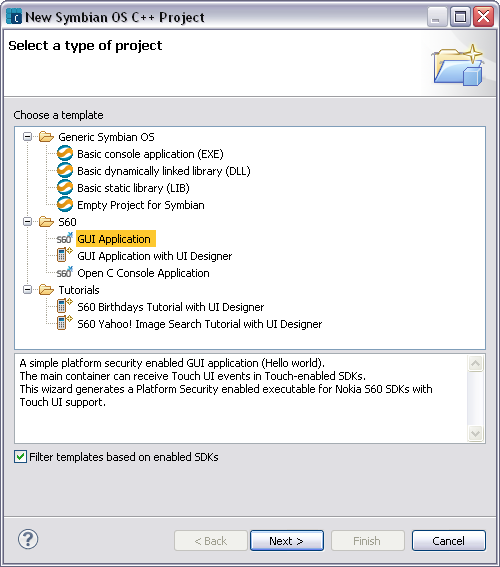 New Symbian OS C++ Project
Select a type of project
Choose a template
Generic Symbian OS
Basic console application (EXE)
Basic dynamically linked library (DLL)
Basic static library (LIB)
Empty Project for Symbian
S60
S60 GUI Application
GUI Application with UI Designer
S60 Open C Console Application
Tutorials
S60 Birthdays Tutorial with UI Designer
S60 Yahoo! Image Search Tutorial with UI Designer
A simple platform security enabled GUI application (Hello world).
The main container can receive Touch UI events in Touch-enabled SDKs.
This wizard generates a Platform Security enabled executable for Nokia S60 SDKs with
Touch UI support.
Filter templates based on enabled SDKs
? < Back Next > Finish Cancel